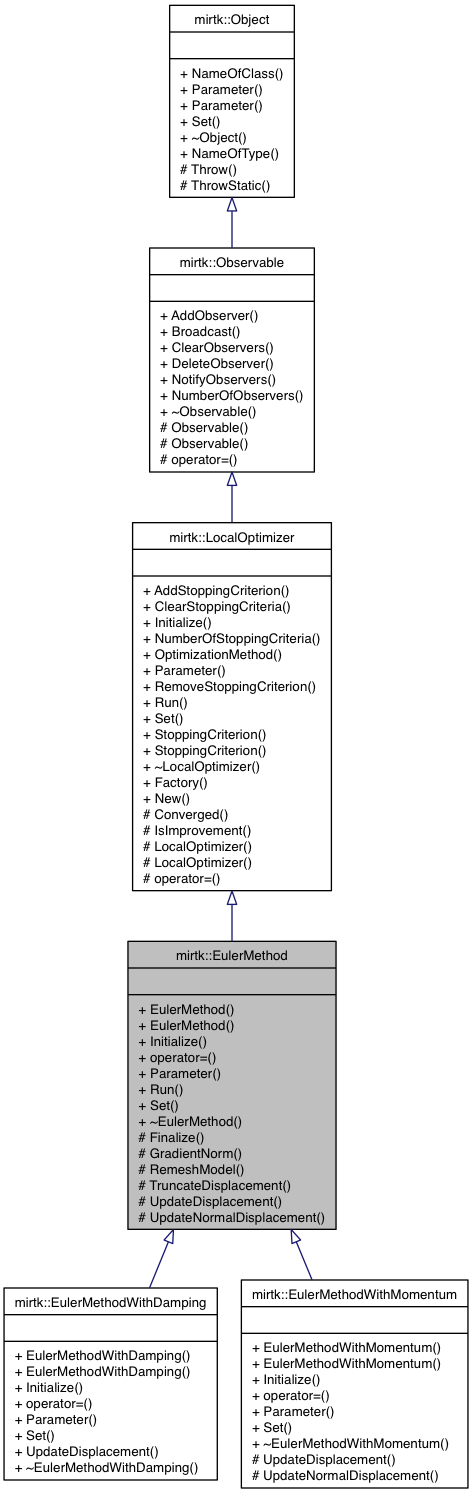 mirtk::Object
+ NameOfClass()
+ Parameter()
+ Parameter()
+ Set()
+ ~Object()
+ NameOfType()
# Throw()
# ThrowStatic()
mirtk::Observable
+ AddObserver()
+ Broadcast()
+ ClearObservers()
+ DeleteObserver()
+ NotifyObservers()
+ NumberOfObservers()
+ ~Observable()
# Observable()
# Observable()
# operator=()
mirtk::LocalOptimizer
+ AddStoppingCriterion()
+ ClearStoppingCriteria()
+ Initialize()
+ NumberOfStoppingCriteria()
+ OptimizationMethod()
+ Parameter()
+ RemoveStoppingCriterion()
+ Run()
+ Set()
+ StoppingCriterion()
+ StoppingCriterion()
+ ~LocalOptimizer()
+ Factory()
+ New()
# Converged()
# IsImprovement()
# LocalOptimizer()
# LocalOptimizer()
# operator=()
mirtk::EulerMethod
+ EulerMethod()
+ EulerMethod()
+ Initialize()
+ operator=()
+ Parameter()
+ Run()
+ Set()
+ ~EulerMethod()
# Finalize()
# GradientNorm()
# RemeshModel()
# TruncateDisplacement()
# UpdateDisplacement()
# UpdateNormalDisplacement()
mirtk::EulerMethodWithDamping
+ EulerMethodWithDamping()
+ EulerMethodWithDamping()
+ Initialize()
+ operator=()
+ Parameter()
+ Set()
+ UpdateDisplacement()
+ ~EulerMethodWithDamping()
mirtk::EulerMethodWithMomentum
+ EulerMethodWithMomentum()
+ EulerMethodWithMomentum()
+ Initialize()
+ operator=()
+ Parameter()
+ Set()
+ ~EulerMethodWithMomentum()
# UpdateDisplacement()
# UpdateNormalDisplacement()